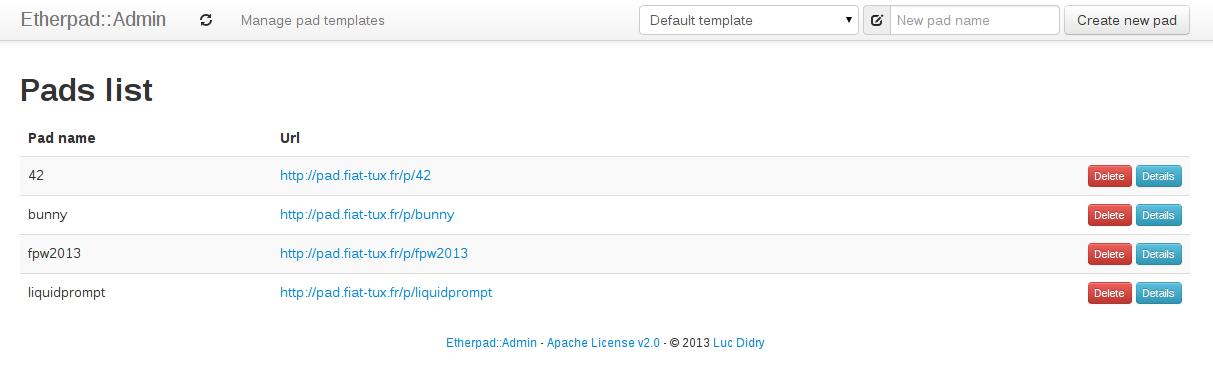 Etherpad::Admin Manage pad templates Default template New pad name Create new pad
Pads list
Pad name Url
42 http://pad.fiat-tux.fr/p/42 Delete Details
bunny http://pad.fiat-tux.fr/p/bunny Delete Details
fpw2013 http://pad.fiat-tux.fr/p/fpw2013 Delete Details
liquidprompt http://pad.fiat-tux.fr/p/liquidprompt Delete Details
Etherpad::Admin - Apache License v2.0 - © 2013 Luc Didry